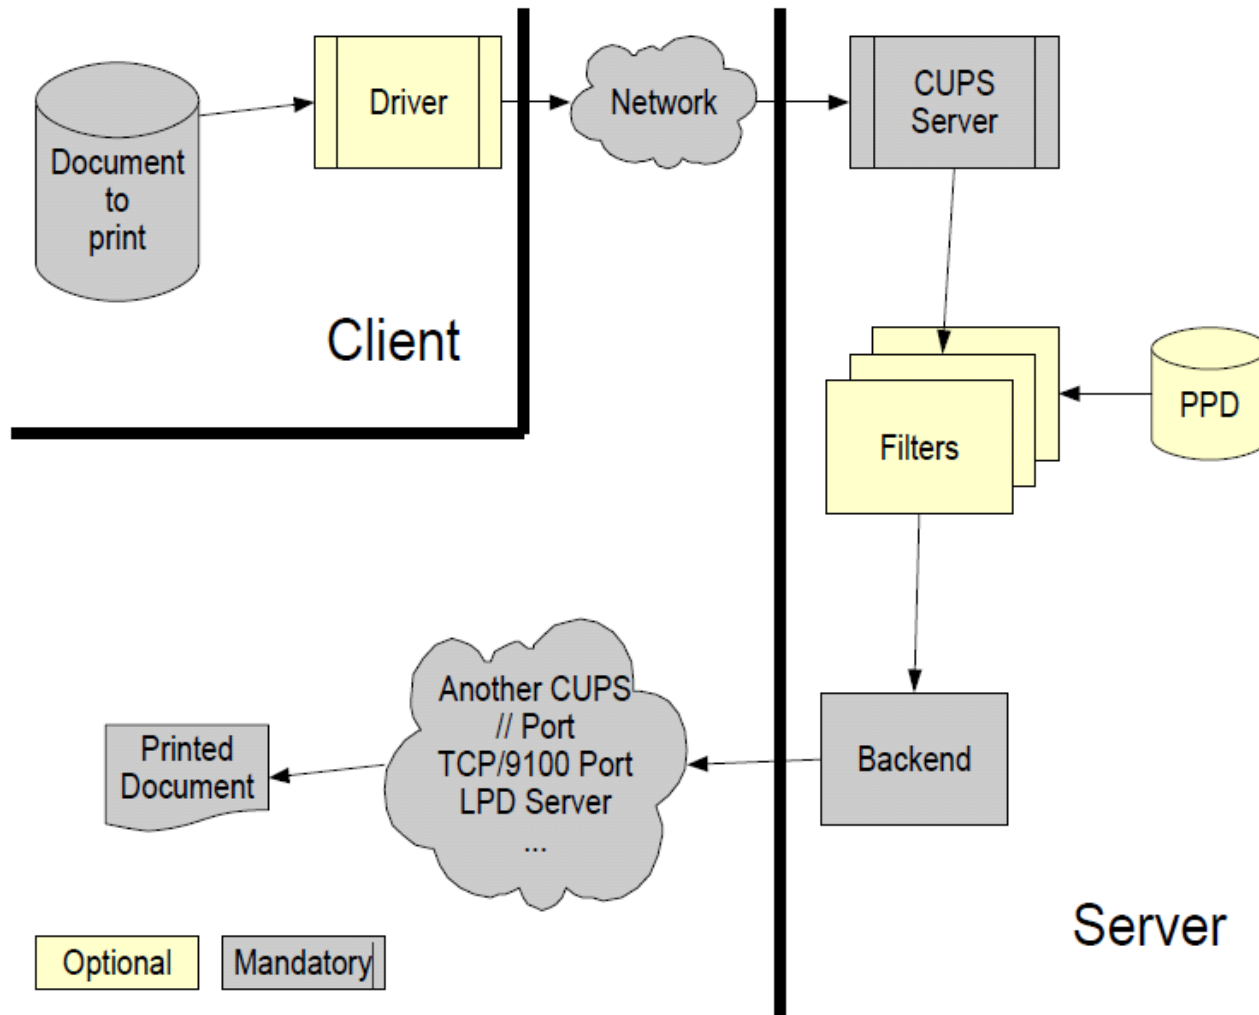 Document
to
print
Driver
Network
CUPS
Server
Client
Filters
PPD
Another CUPS
// Port
TCP/9100 Port
LPD Server
...
Backend
Printed
Document
Server
Optional
Mandatory